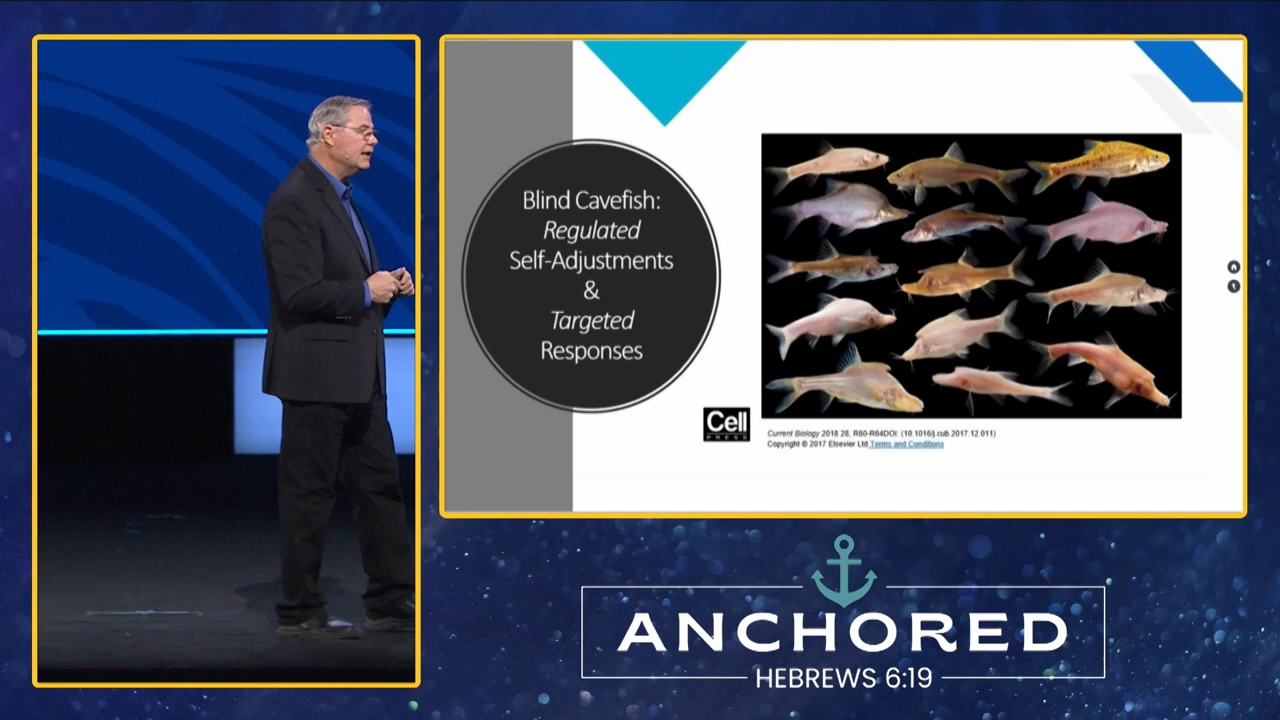 Blind Cavefish:
Regulated
Self-Adjustments
&
Targeted
Responses
Cell
PRESS
Current Biology 2018 28, R60-R64DOI: (10.1016/j.cub.2017.12.011)
Copyright © 2017 Elsevier Ltd Terms and Conditions
ANCHORED
HEBREWS 6:19